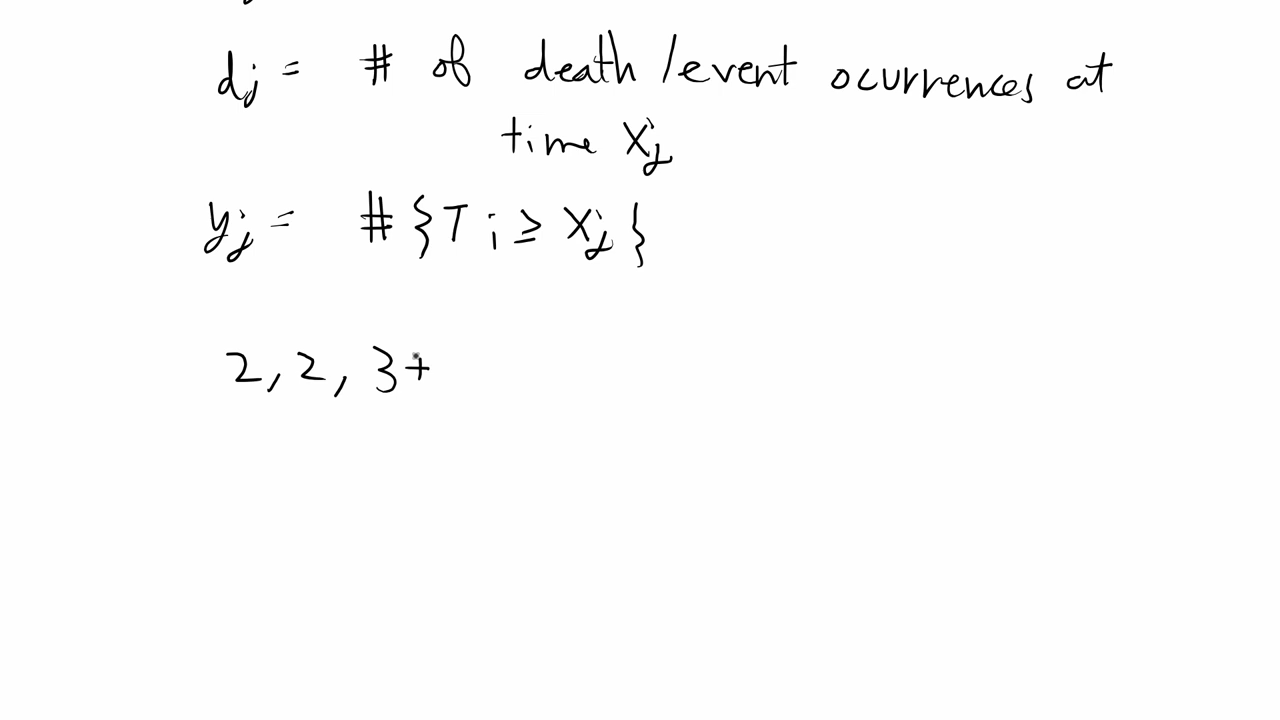 dj = # of death /event ocurrences at
time Xj
yj = #{Ti ≥ Xj}
2, 2, 3+